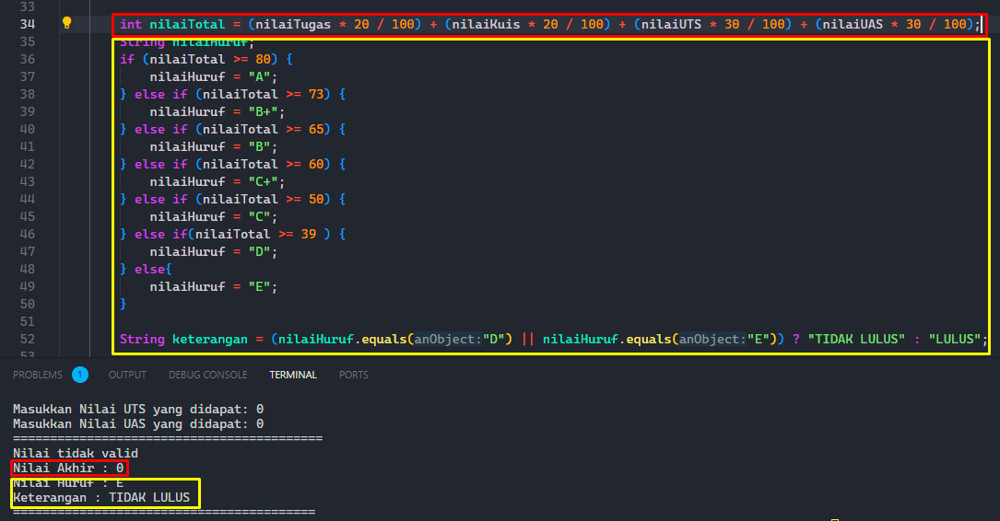 33
34 int nilaiTotal = (nilaiTugas * 20 / 100) + (nilaiKuis * 20 / 100) + (nilaiUTS * 30 / 100) + (nilaiUAS * 30 / 100);
35 String nilaiHuruf;
36 if (nilaiTotal >= 80) {
37 nilaiHuruf = "A";
38 } else if (nilaiTotal >= 73) {
39 nilaiHuruf = "B+";
40 } else if (nilaiTotal >= 65) {
41 nilaiHuruf = "B";
42 } else if (nilaiTotal >= 60) {
43 nilaiHuruf = "C+";
44 } else if (nilaiTotal >= 50) {
45 nilaiHuruf = "C";
46 } else if(nilaiTotal >= 39 ) {
47 nilaiHuruf = "D";
48 } else{
49 nilaiHuruf = "E";
50 }
51
52 String keterangan = (nilaiHuruf.equals(anObject:"D") || nilaiHuruf.equals(anObject:"E")) ? "TIDAK LULUS" : "LULUS";
53
PROBLEMS 1 OUTPUT DEBUG CONSOLE TERMINAL PORTS
Masukkan Nilai UTS yang didapat: 0
Masukkan Nilai UAS yang didapat: 0
==========================================
Nilai tidak valid
Nilai Akhir : 0
Nilai Huruf : E
Keterangan : TIDAK LULUS
=========================================